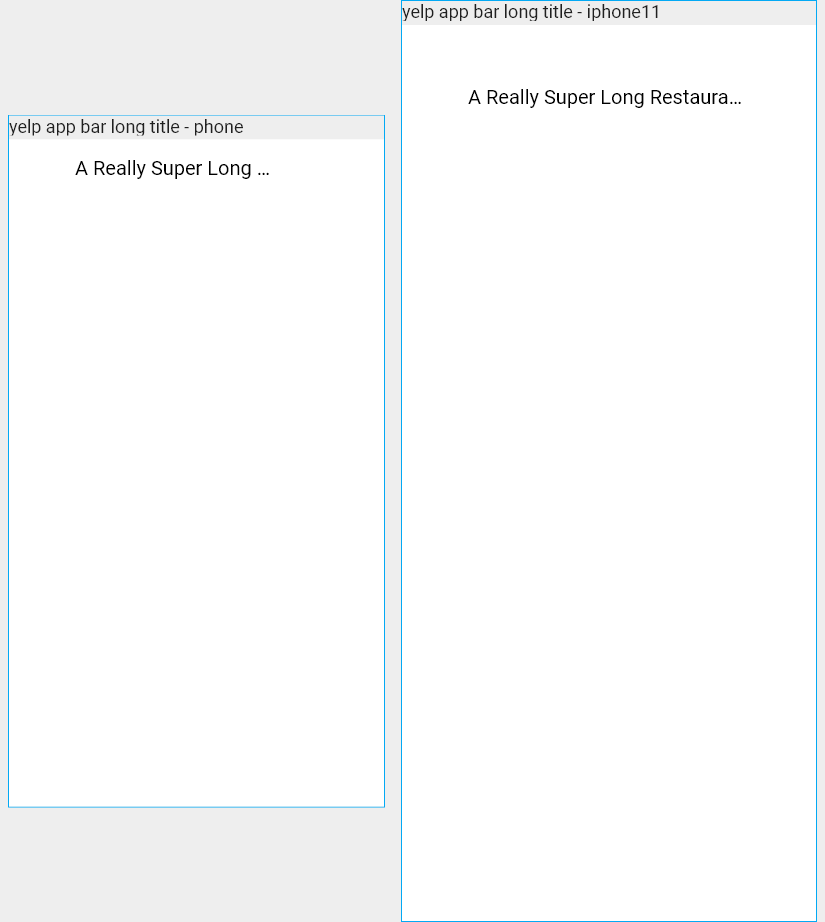 yelp app bar long title - phone
A Really Super Long …
yelp app bar long title - iphone11
A Really Super Long Restaura…